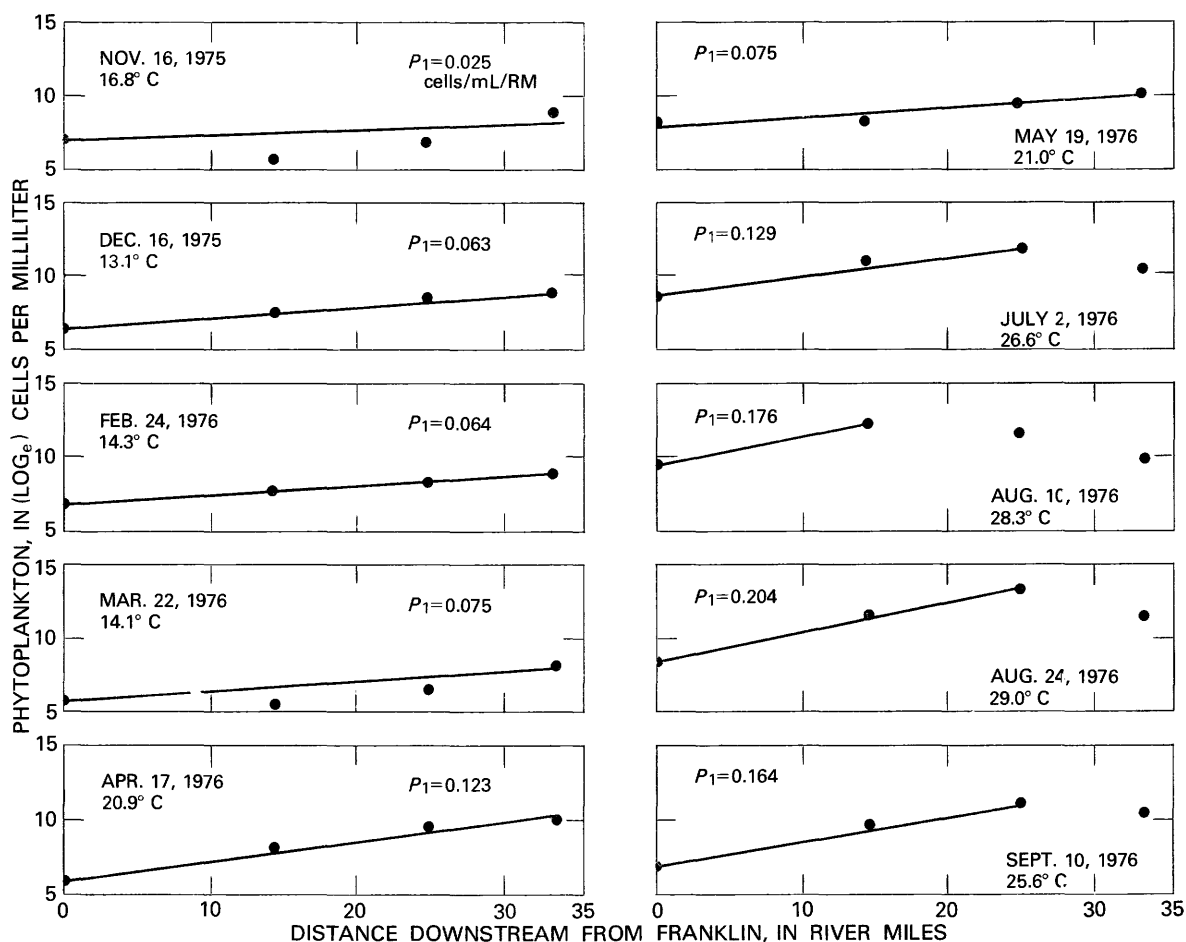 PHYTOPLANKTON, IN (LOGe) CELLS PER MILLILITER
15
10
5
NOV. 16, 1975
16.8° C
P1=0.025
cells/mL/RM
15
10
5
DEC. 16, 1975
13.1° C
P1=0.063
15
10
5
FEB. 24, 1976
14.3° C
P1=0.064
15
10
5
MAR. 22, 1976
14.1° C
P1=0.075
15
10
5
APR. 17, 1976
20.9° C
P1=0.123
0 10 20 30 35
P1=0.075
MAY 19, 1976
21.0° C
P1=0.129
JULY 2, 1976
26.6° C
P1=0.176
AUG. 10, 1976
28.3° C
P1=0.204
AUG. 24, 1976
29.0° C
P1=0.164
SEPT. 10, 1976
25.6° C
0 10 20 30 35
DISTANCE DOWNSTREAM FROM FRANKLIN, IN RIVER MILES